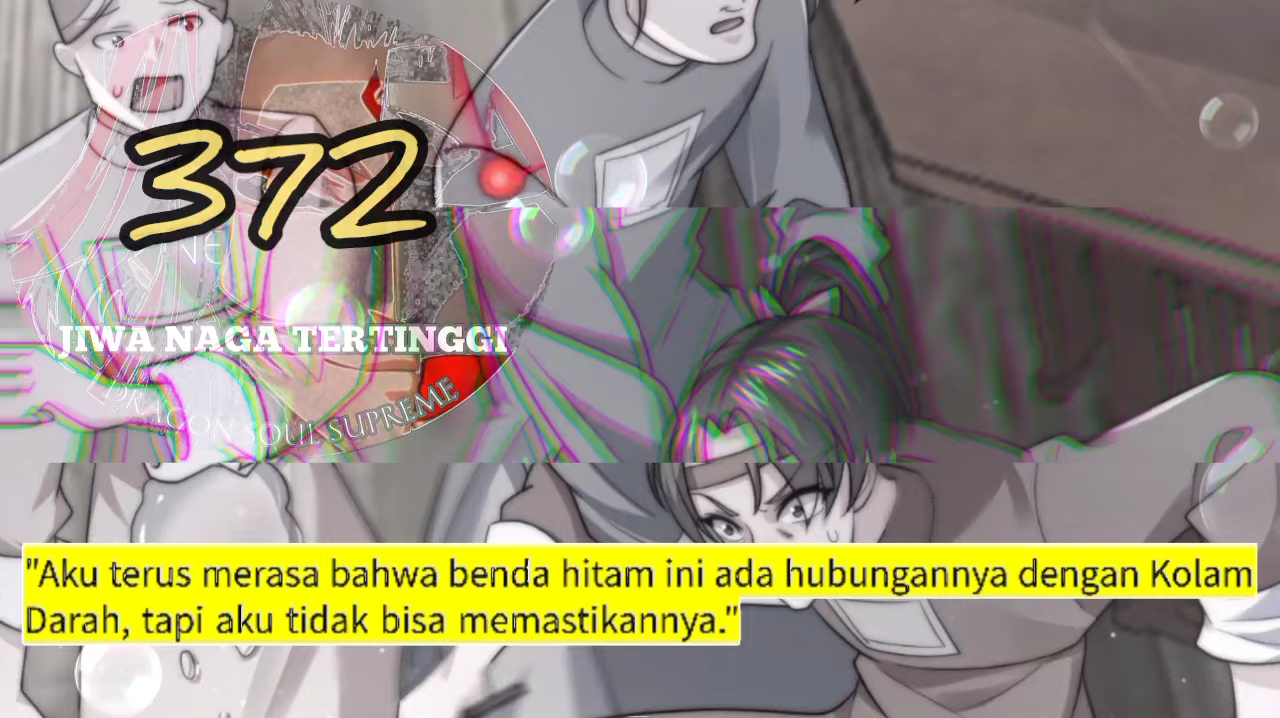 372
NE
JIWA NAGA TERTINGGI
DRAGON SOUL SUPREME
"Aku terus merasa bahwa benda hitam ini ada hubungannya dengan Kolam
Darah, tapi aku tidak bisa memastikannya."